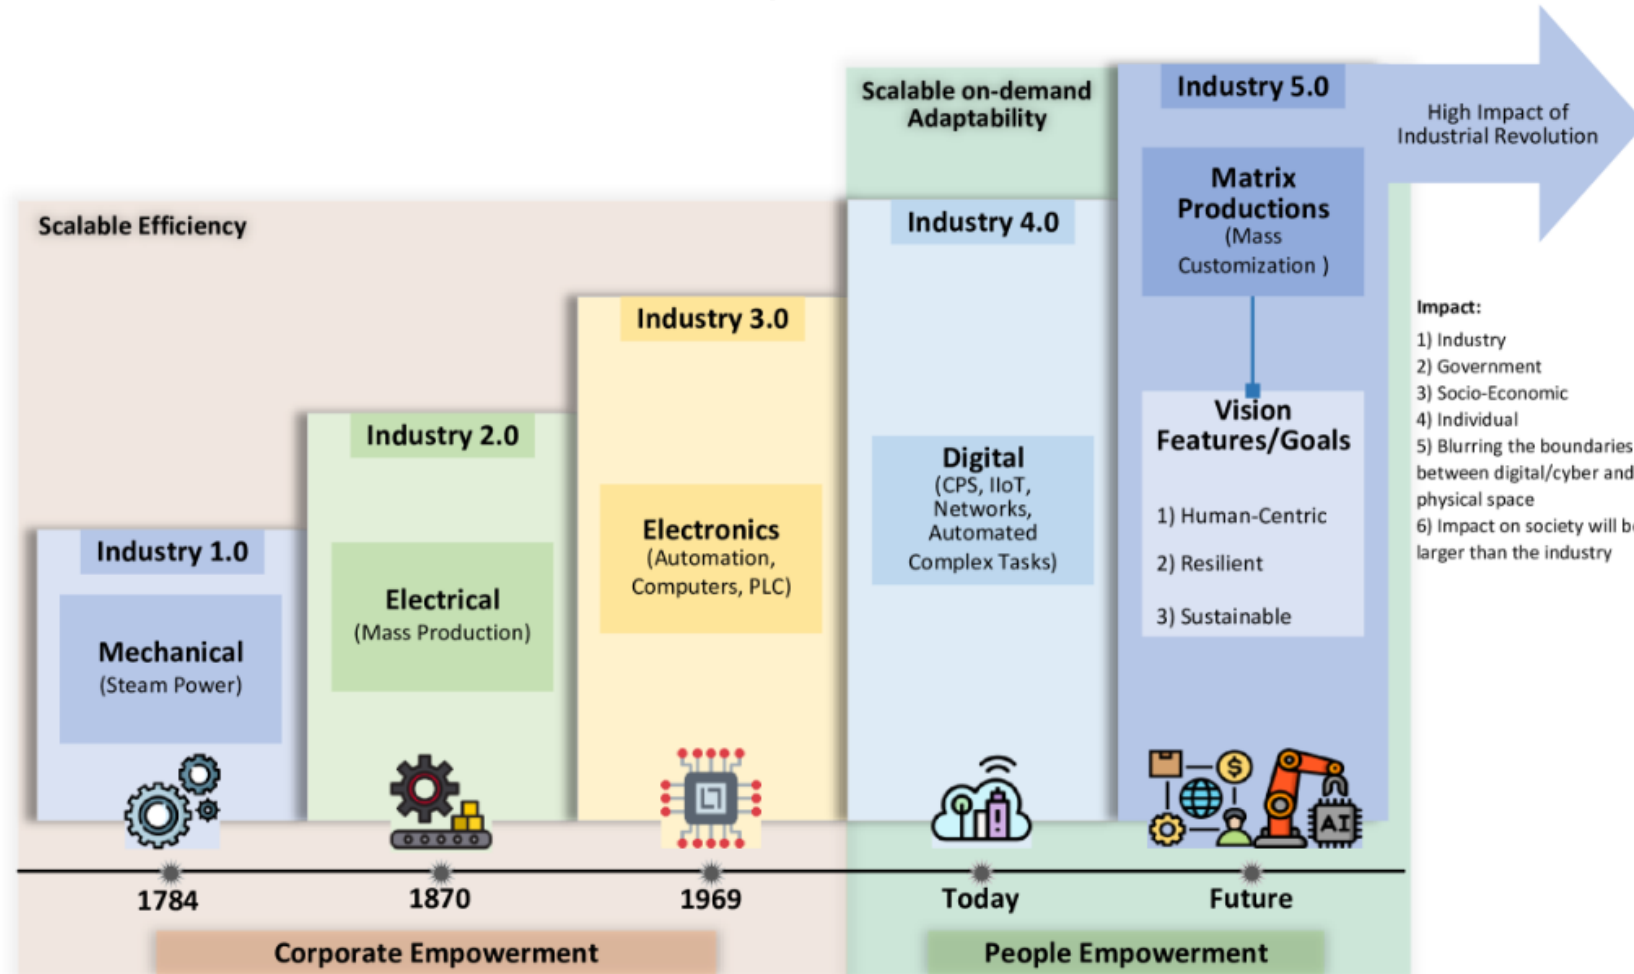 Scalable on-demand
Adaptability
Industry 5.0
High Impact of
Industrial Revolution
Matrix
Productions
(Mass
Customization )
Scalable Efficiency
Industry 4.0
Industry 3.0
Impact:
1) Industry
2) Government
3) Socio-Economic
4) Individual
5) Blurring the boundaries
between digital/cyber and
physical space
6) Impact on society will
larger than the industry
Vision
Features/Goals
1) Human-Centric
2) Resilient
3) Sustainable
Industry 2.0
Digital
(CPS, IIoT,
Networks,
Automated
Complex Tasks)
Electronics
(Automation,
Computers, PLC)
Industry 1.0
Electrical
(Mass Production)
Mechanical
(Steam Power)
AI
1784
1870
1969
Today
Future
Corporate Empowerment
People Empowerment